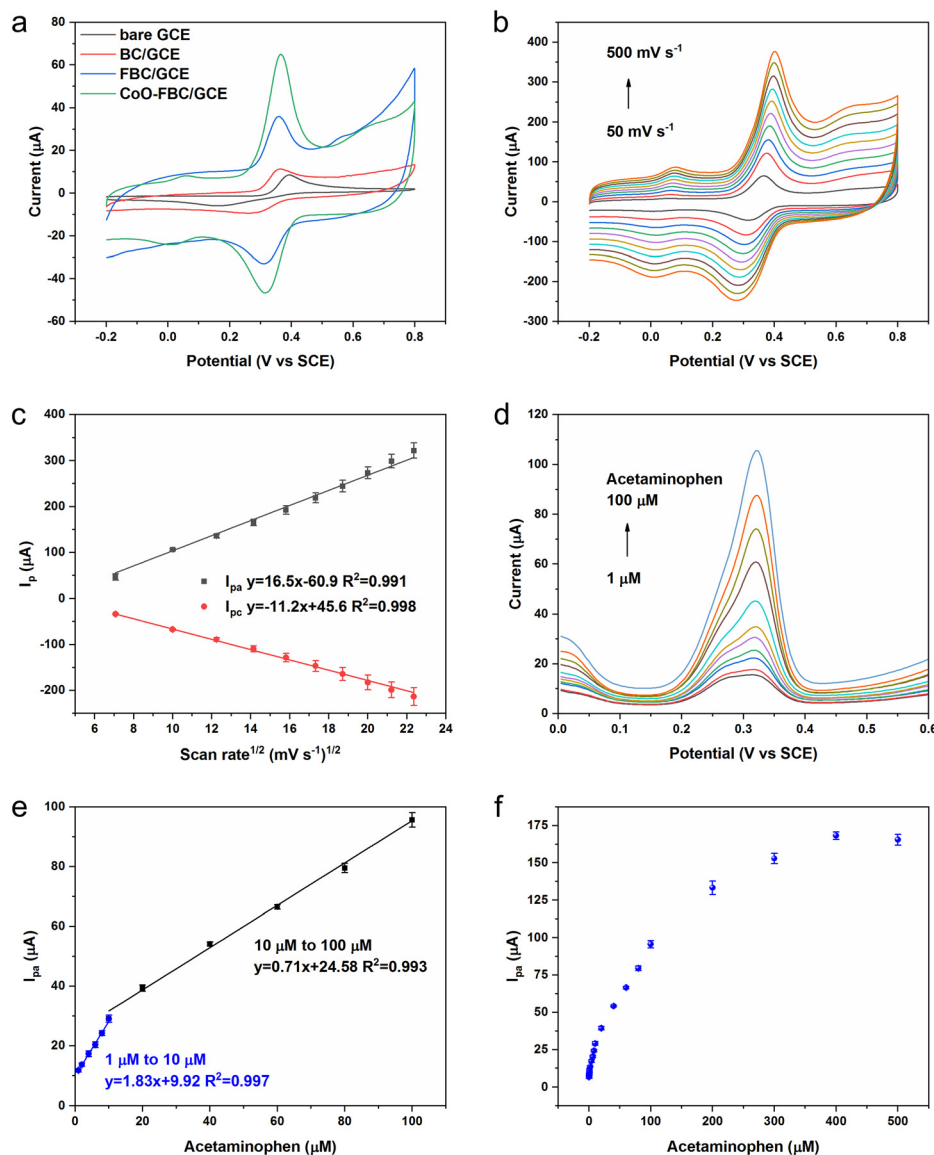 a
bare GCE
BC/GCE
FBC/GCE
CoO-FBC/GCE
80
60
40
20
0
-20
-40
-60
Current (μA)
-0.2 0.0 0.2 0.4 0.6 0.8
Potential (V vs SCE)
b
500 mV s⁻¹
50 mV s⁻¹
450
400
350
300
250
200
150
100
50
0
-50
-100
-150
-200
-250
-300
Current (μA)
-0.2 0.0 0.2 0.4 0.6 0.8
Potential (V vs SCE)
c
400
300
200
100
0
-100
-200
Iₚ (μA)
Ipa y=16.5x-60.9 R²=0.991
Ipc y=-11.2x+45.6 R²=0.998
6 8 10 12 14 16 18 20 22 24
Scan rate¹/² (mV s⁻¹)¹/²
d
120
100
80
60
40
20
0
Current (μA)
Acetaminophen
100 μM
1 μM
0.0 0.1 0.2 0.3 0.4 0.5 0.6
Potential (V vs SCE)
e
100
80
60
40
20
0
Ipa (μA)
10 μM to 100 μM
y=0.71x+24.58 R²=0.993
1 μM to 10 μM
y=1.83x+9.92 R²=0.997
0 20 40 60 80 100
Acetaminophen (μM)
f
175
150
125
100
75
50
25
0
Ipa (μA)
0 100 200 300 400 500
Acetaminophen (μM)